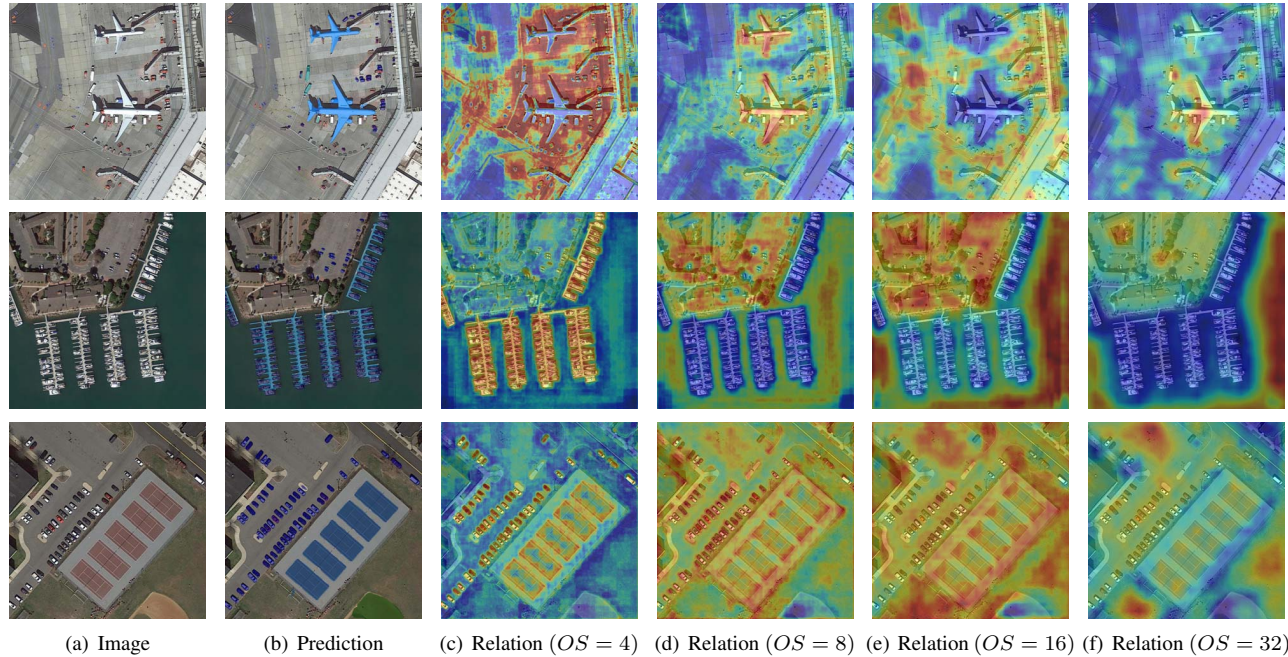 (a) Image (b) Prediction (c) Relation (OS = 4) (d) Relation (OS = 8) (e) Relation (OS = 16) (f) Relation (OS = 32)